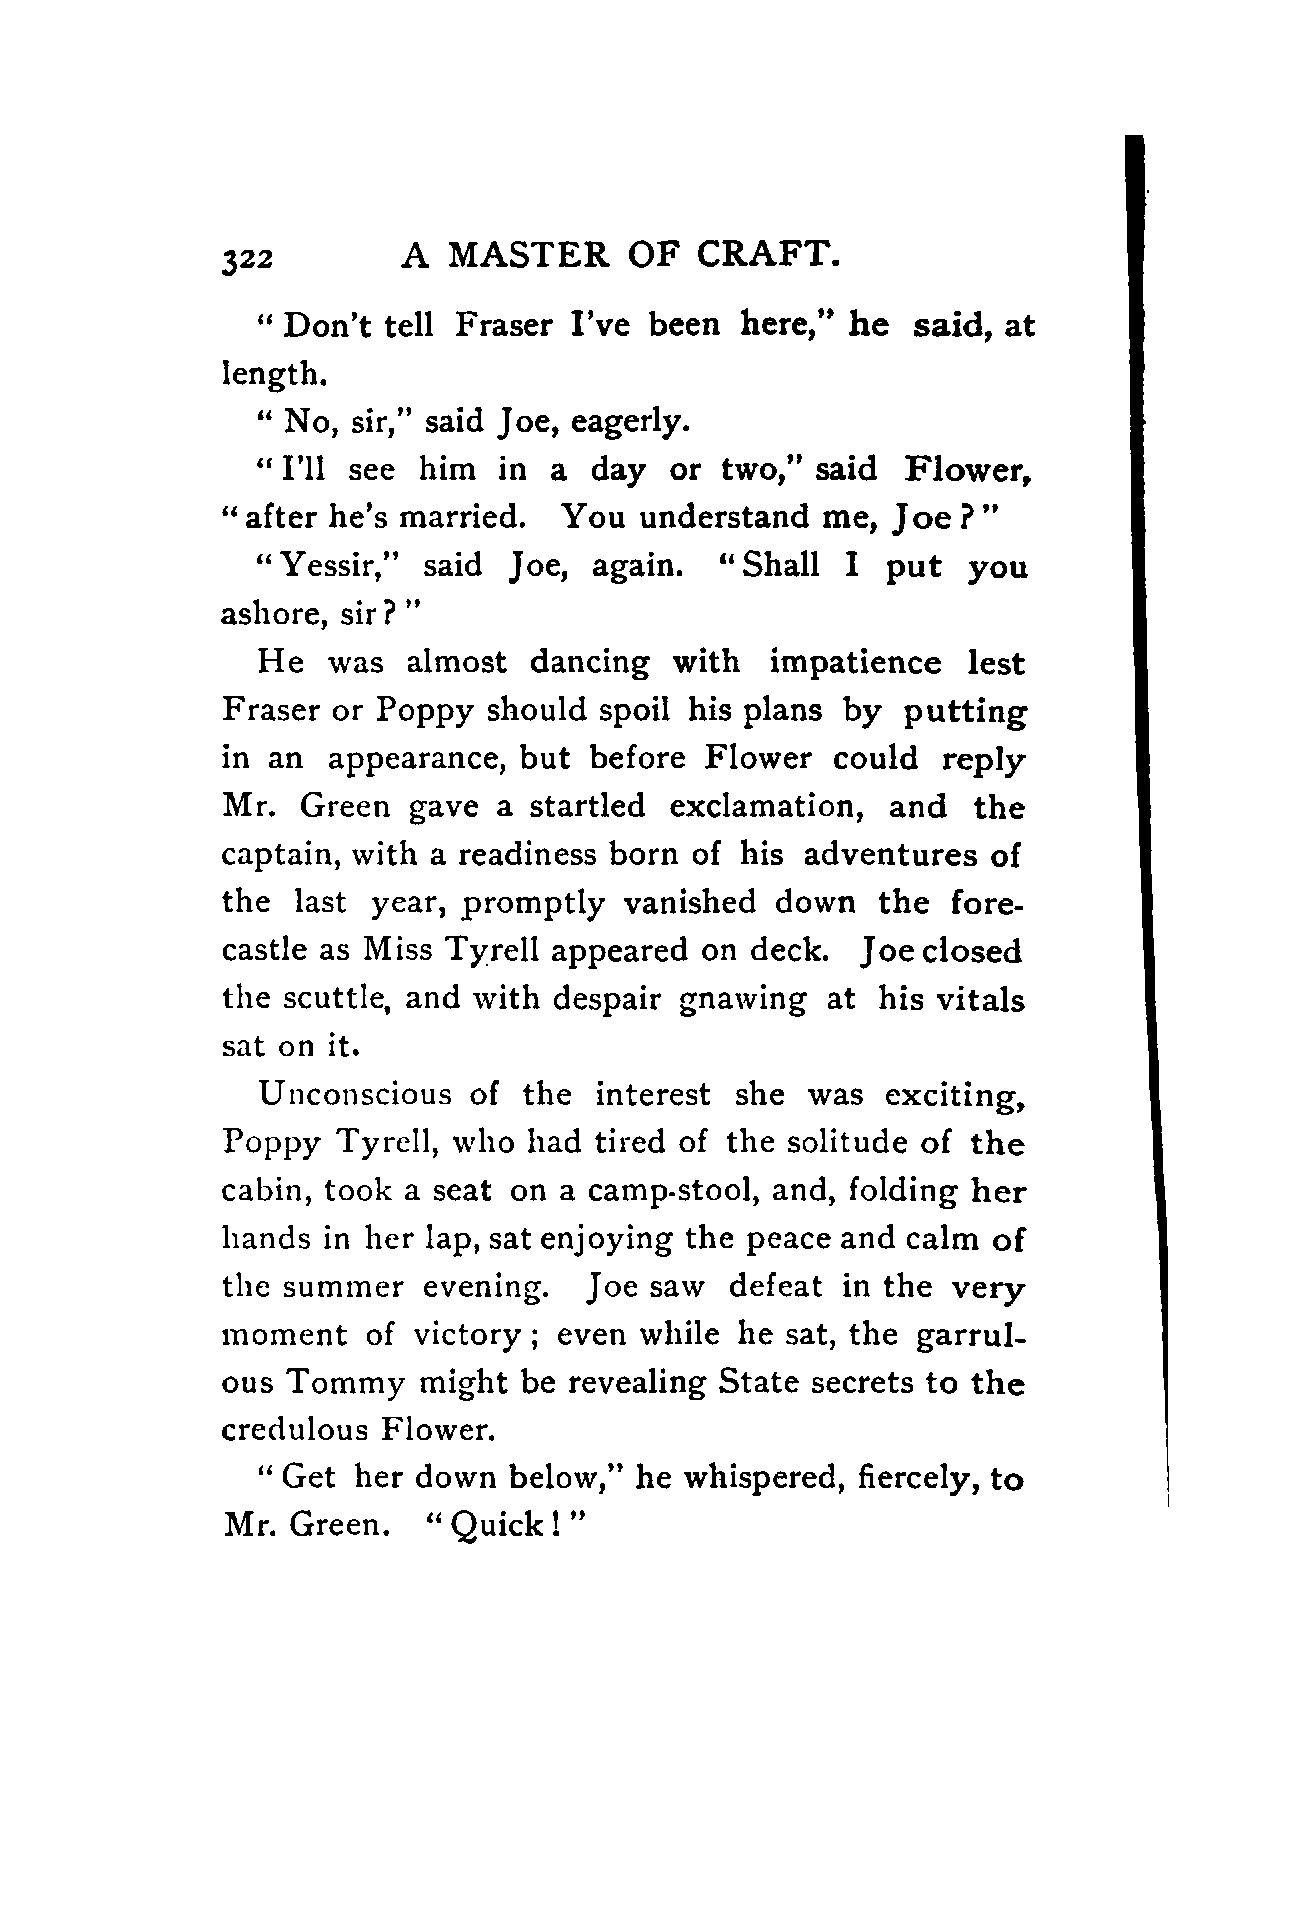 322 A MASTER OF CRAFT.
" Don't tell Fraser I've been here," he said, at
length.
" No, sir," said Joe, eagerly.
" I'll see him in a day or two," said Flower,
" after he's married. You understand me, Joe ? "
" Yessir," said Joe, again. " Shall I put you
ashore, sir ? "
He was almost dancing with impatience lest
Fraser or Poppy should spoil his plans by putting
in an appearance, but before Flower could reply
Mr. Green gave a startled exclamation, and the
captain, with a readiness born of his adventures of
the last year, promptly vanished down the fore-
castle as Miss Tyrell appeared on deck. Joe closed
the scuttle, and with despair gnawing at his vitals
sat on it.
Unconscious of the interest she was exciting,
Poppy Tyrell, who had tired of the solitude of the
cabin, took a seat on a camp-stool, and, folding her
hands in her lap, sat enjoying the peace and calm of
the summer evening. Joe saw defeat in the very
moment of victory ; even while he sat, the garrul-
ous Tommy might be revealing State secrets to the
credulous Flower.
" Get her down below," he whispered, fiercely, to
Mr. Green. " Quick ! "